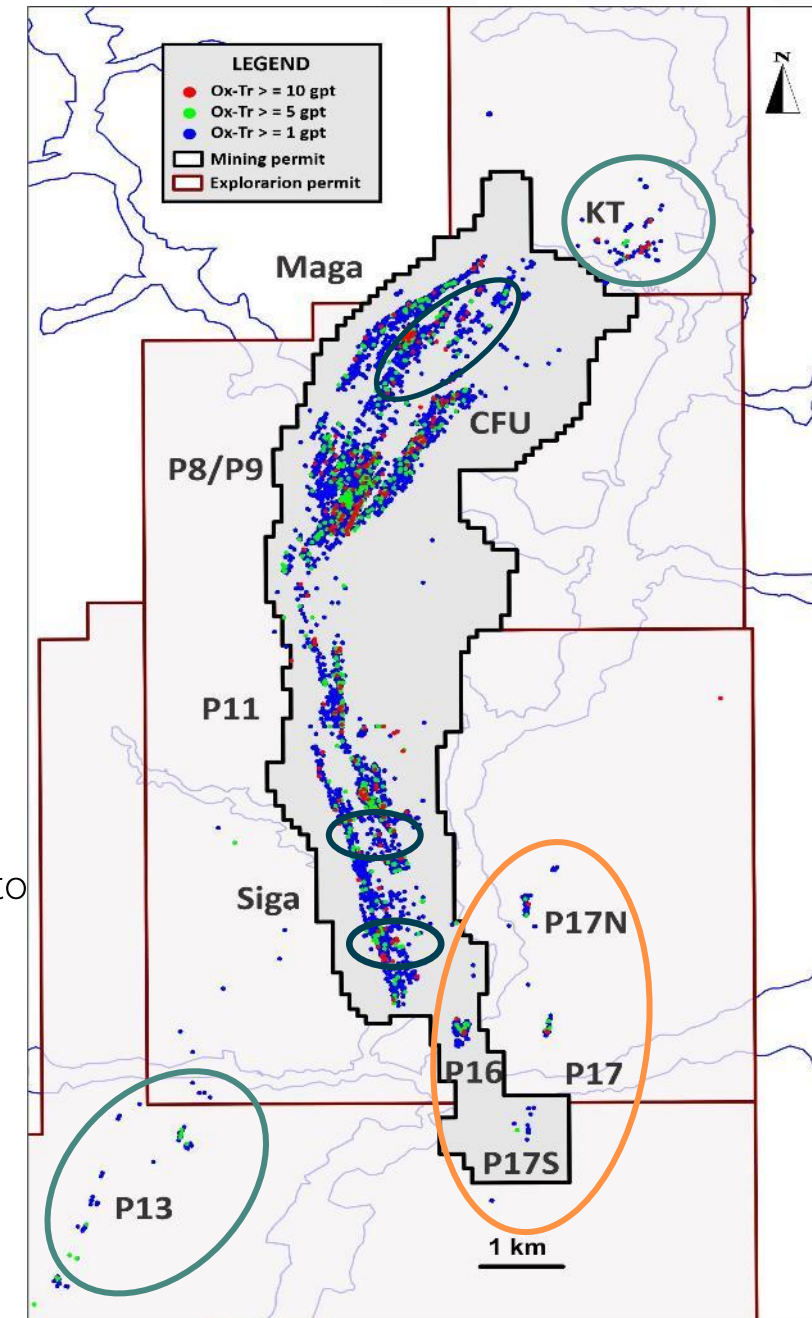 LEGEND
Ox-Tr > = 10 gpt
Ox-Tr > = 5 gpt
Ox-Tr > = 1 gpt
Mining permit
Explorarion permit
N
KT
Maga
CFU
P8/P9
P11
to
Siga
P17N
P16
P17
P17S
P13
1 km